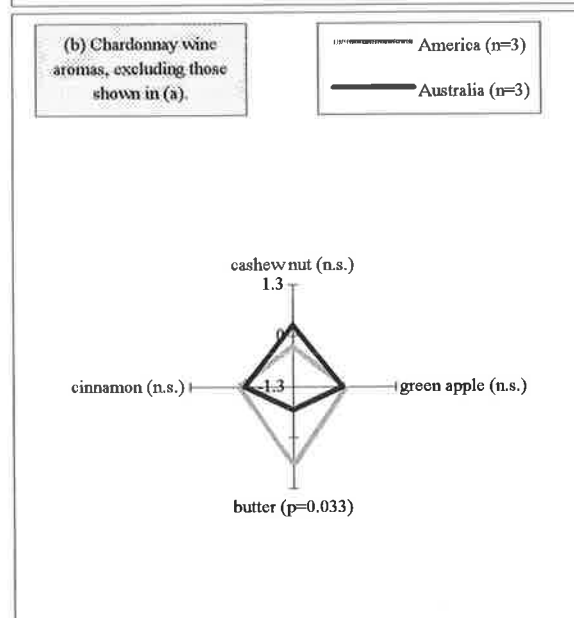 (b) Chardonnay wine
aromas, excluding those
shown in (a).
America (n=3)
Australia (n=3)
cashew nut (n.s.)
1.3
0
cinnamon (n.s.)
-1.3
green apple (n.s.)
butter (p=0.033)